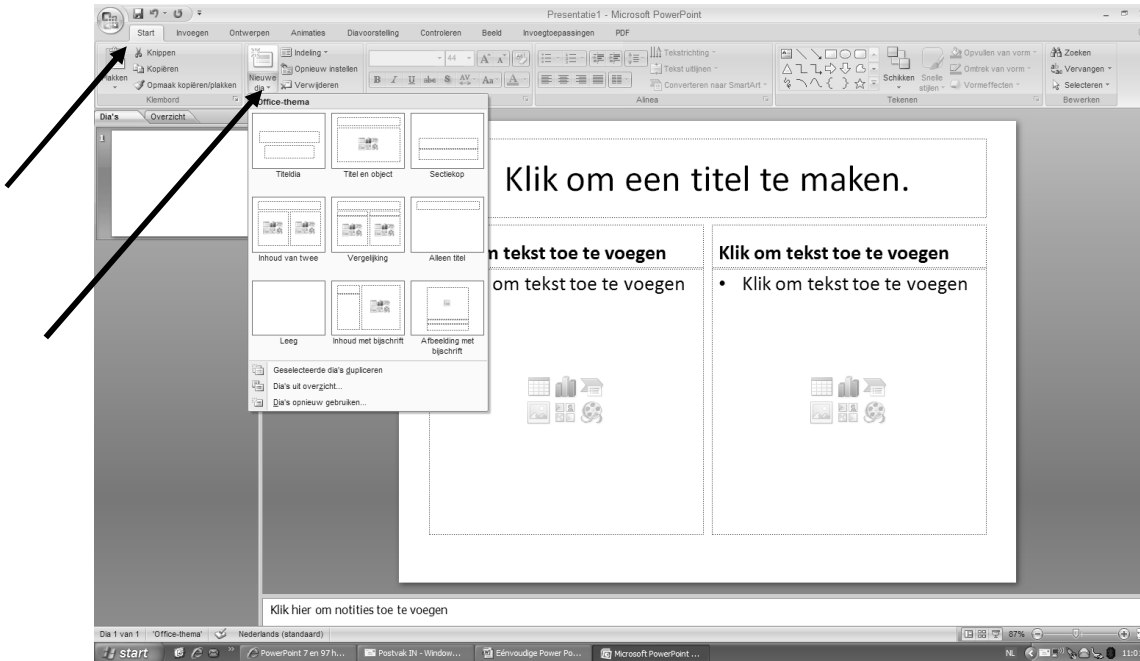 Presentatie1 - Microsoft PowerPoint
Start Invoegen Ontwerpen Animaties Diavoorstelling Controleren Beeld Invoegtoepassingen PDF
Knippen
Kopiëren
Opmaak kopiëren/plakken
Klembord
Nieuwe dia
Indeling
Opnieuw instellen
Verwijderen
44
B I U abe S AV Aa A
Tekstrichting
Tekst uitlijnen
Converteren naar SmartArt
Alinea
Schikken
Snelle stijlen
Opvullen van vorm
Omtrek van vorm
Vormeffecten
Tekenen
Zoeken
Vervangen
Selecteren
Bewerken
Dia's Overzicht
1
Office-thema
Titeldia Titel en object Sectiekop
Inhoud van twee Vergelijking Alleen titel
Leeg Inhoud met bijschrift Afbeelding met
bijschrift
Geselecteerde dia's dupliceren
Dia's uit overzicht...
Dia's opnieuw gebruiken...
Klik om een titel te maken.
tekst toe te voegen
om tekst toe te voegen
Klik om tekst toe te voegen
• Klik om tekst toe te voegen
Klik hier om notities toe te voegen
Dia 1 van 1 'Office-thema' Nederlands (standaard) 87%
start PowerPoint 7 en 97 h... Postvak IN - Window... Eénvoudige Power Po... Microsoft PowerPoint ... NL